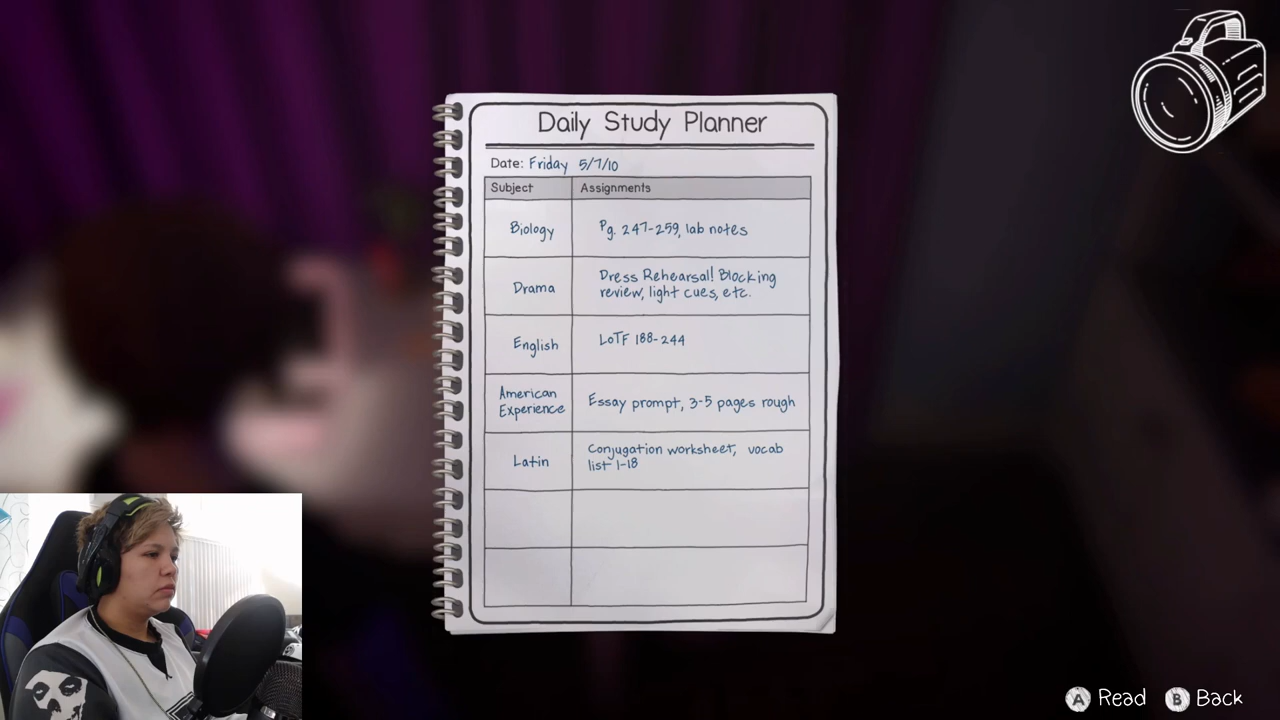 Daily Study Planner
Date: Friday 5/7/10
Subject Assignments
Biology Pg. 247-259, lab notes
Drama Dress Rehearsal! Blocking
review, light cues, etc.
English LoTF 188-244
American
Experience Essay prompt, 3-5 pages rough
Latin Conjugation worksheet, vocab
list 1-18
A Read B Back